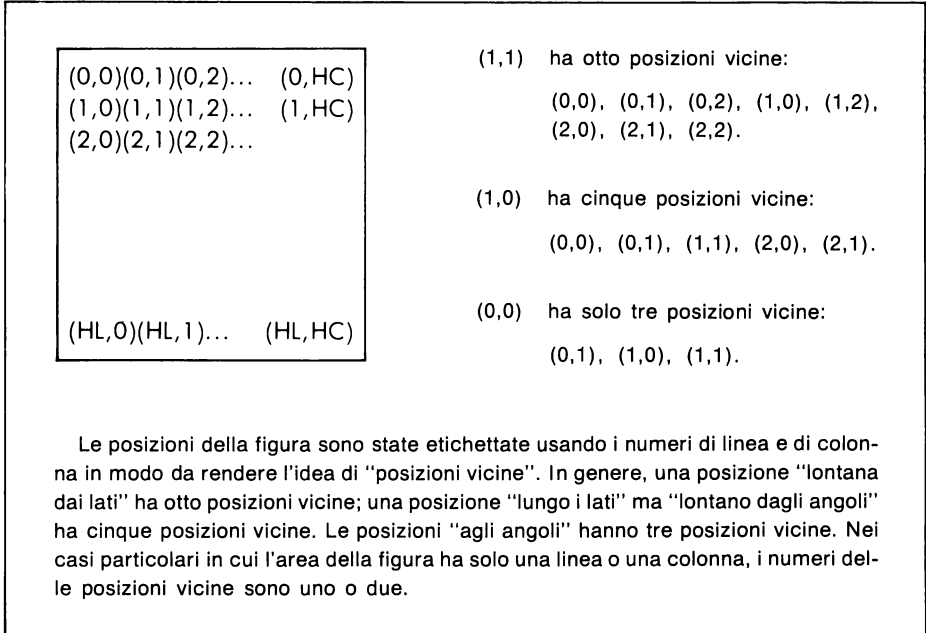 (0,0)(0,1)(0,2)... (0,HC)
(1,0)(1,1)(1,2)... (1,HC)
(2,0)(2,1)(2,2)...
(HL,0)(HL,1)... (HL,HC)
(1,1) ha otto posizioni vicine:
(0,0), (0,1), (0,2), (1,0), (1,2),
(2,0), (2,1), (2,2).
(1,0) ha cinque posizioni vicine:
(0,0), (0,1), (1,1), (2,0), (2,1).
(0,0) ha solo tre posizioni vicine:
(0,1), (1,0), (1,1).
Le posizioni della figura sono state etichettate usando i numeri di linea e di colon-
na in modo da rendere l'idea di "posizioni vicine". In genere, una posizione "lontana
dai lati" ha otto posizioni vicine; una posizione "lungo i lati" ma "lontano dagli angoli"
ha cinque posizioni vicine. Le posizioni "agli angoli" hanno tre posizioni vicine. Nei
casi particolari in cui l'area della figura ha solo una linea o una colonna, i numeri del-
le posizioni vicine sono uno o due.